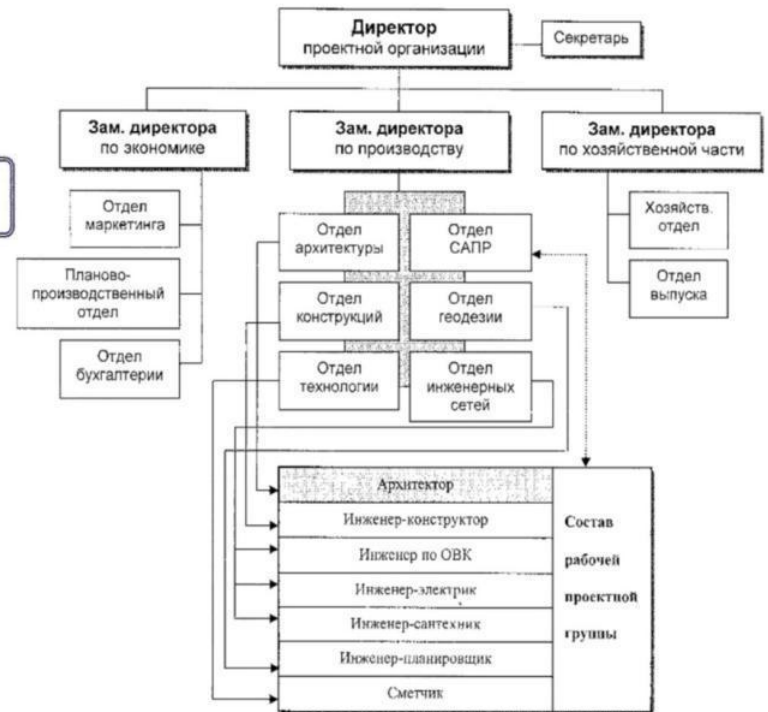 Директор
проектной организации
Секретарь
Зам. директора
по экономике
Зам. директора
по производству
Зам. директора
по хозяйственной части
Отдел
маркетинга
Планово-
производственный
отдел
Отдел
бухгалтерии
Отдел
архитектуры
Отдел
САПР
Отдел
конструкций
Отдел
геодезии
Отдел
технологии
Отдел
инженерных
сетей
Хозяйств.
отдел
Отдел
выпуска
Архитектор
Инженер-конструктор
Инженер по ОВК
Инженер-электрик
Инженер-сантехник
Инженер-планировщик
Сметчик
Состав
рабочей
проектной
группы